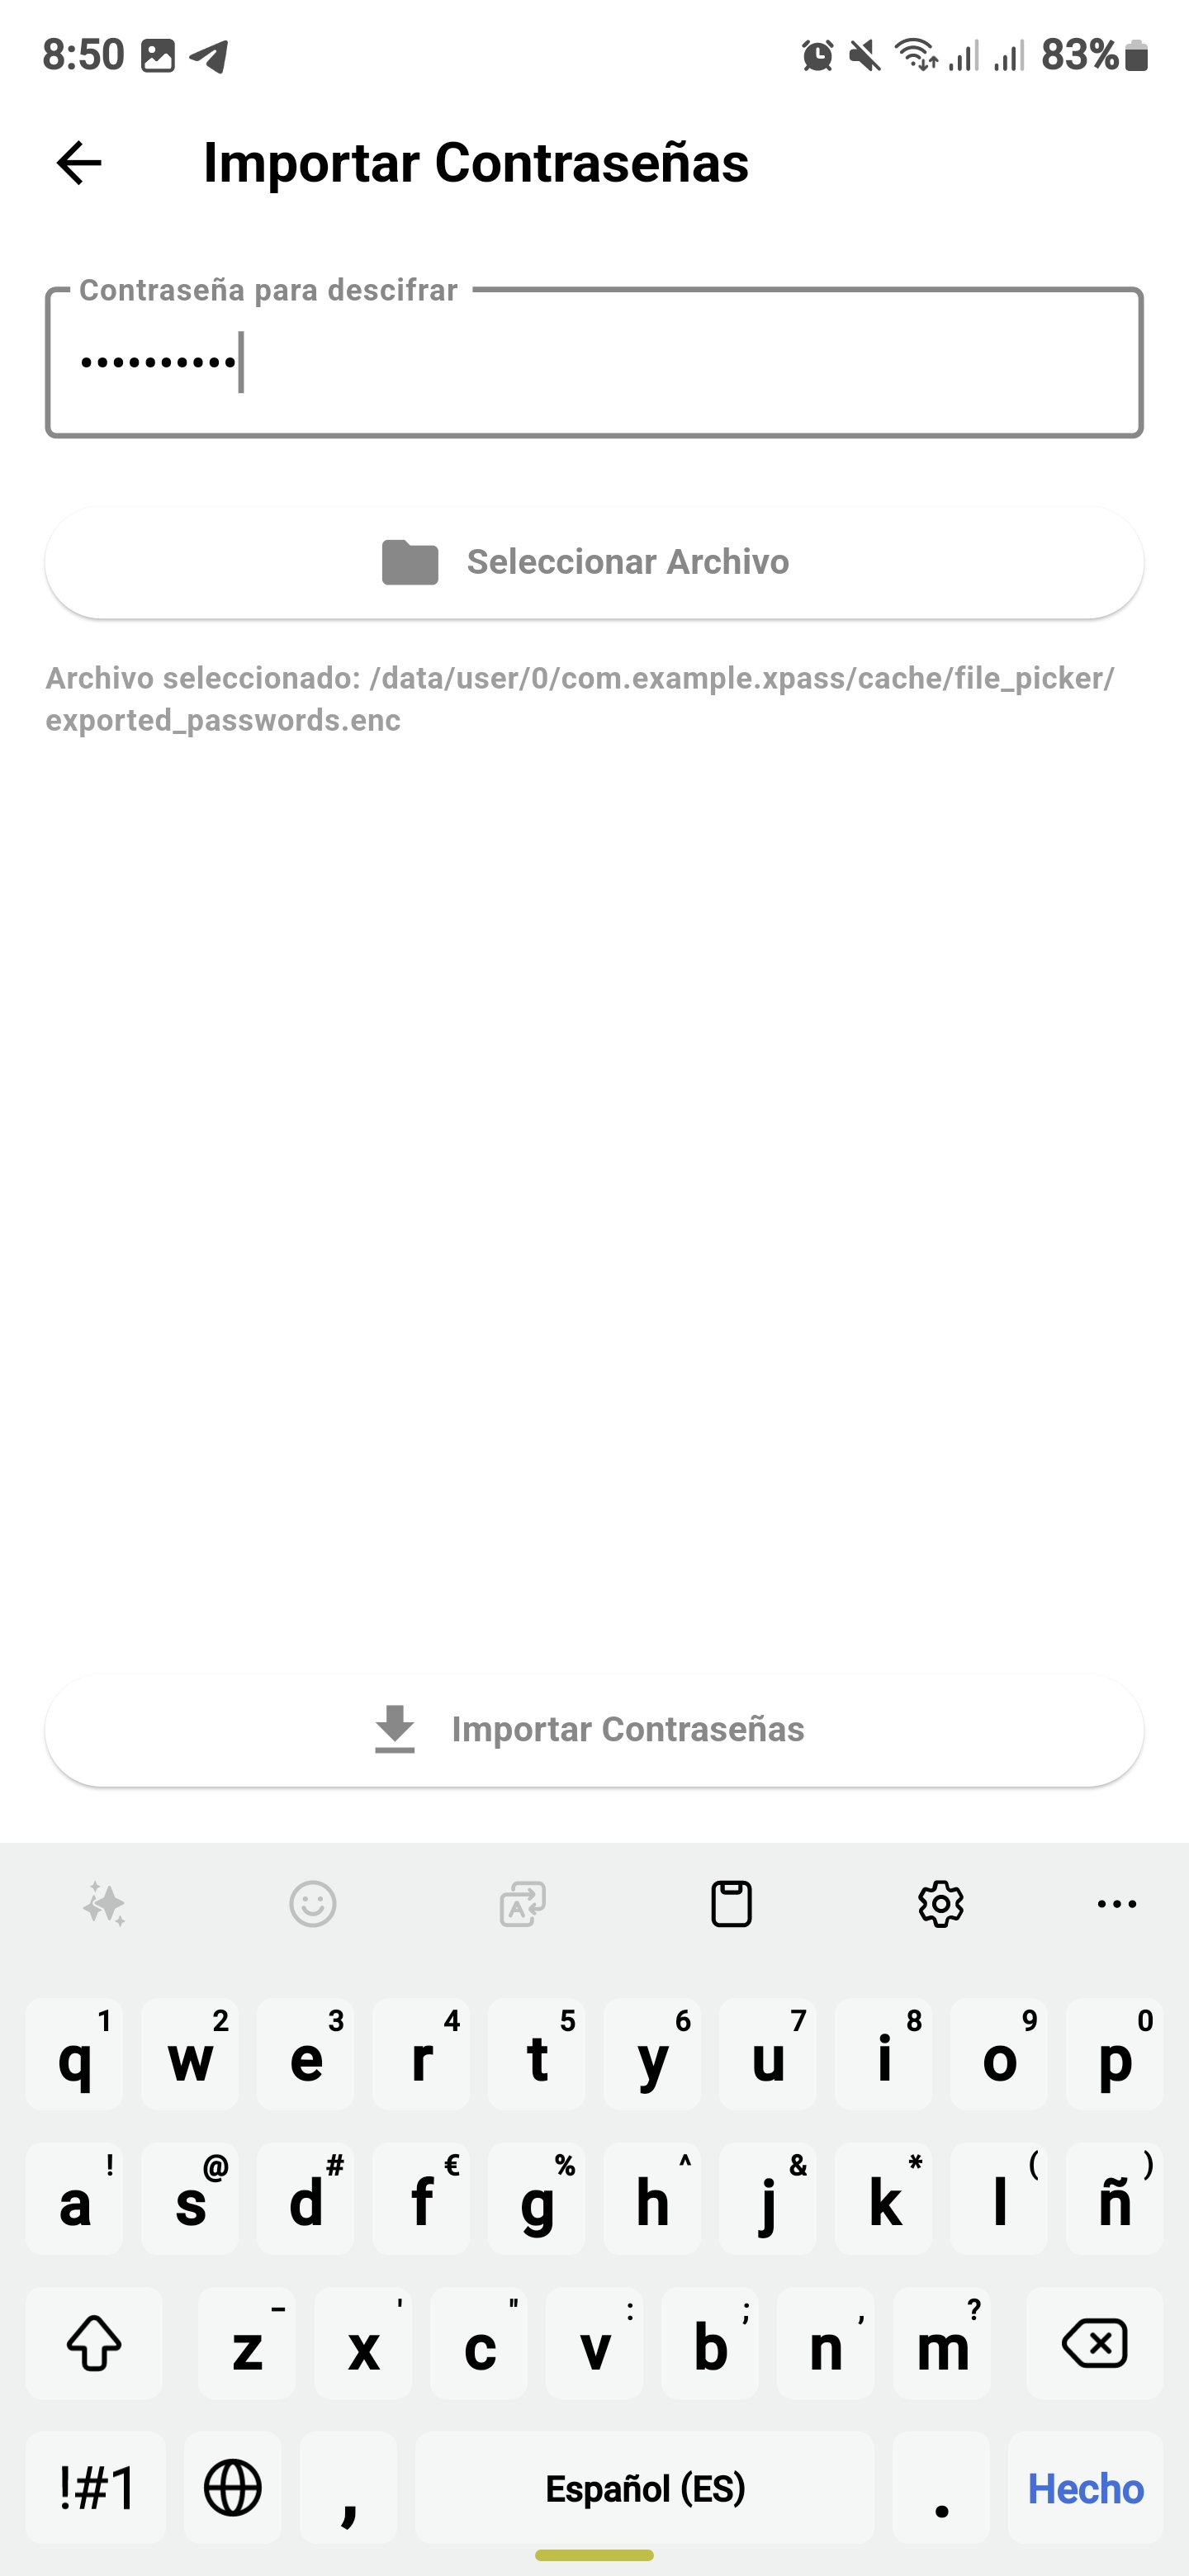 8:50 83%
Importar Contraseñas
Contraseña para descifrar
••••••••••
Seleccionar Archivo
Archivo seleccionado: /data/user/0/com.example.xpass/cache/file_picker/
exported_passwords.enc
Importar Contraseñas
1 2 3 4 5 6 7 8 9 0
q w e r t y u i o p
! @ # € % ^ & * ( )
a s d f g h j k l ñ
- ' " : ; , ?
z x c v b n m
!#1 , Español (ES) . Hecho